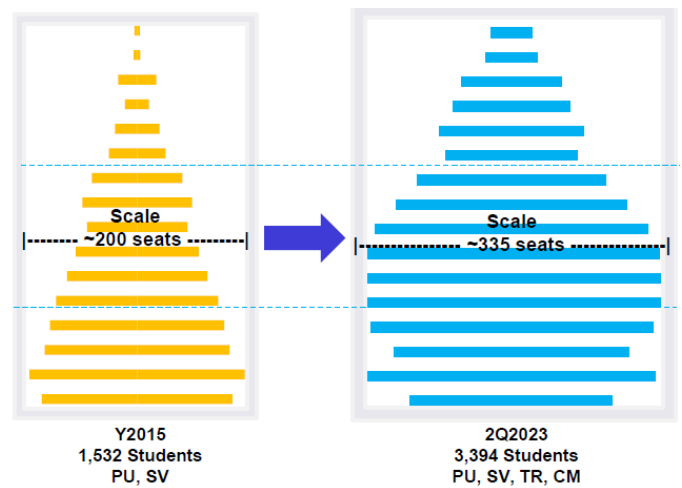 Scale
|-------- ~200 seats --------|
Scale
|--------------- ~335 seats --------------|
Y2015
1,532 Students
PU, SV
2Q2023
3,394 Students
PU, SV, TR, CM